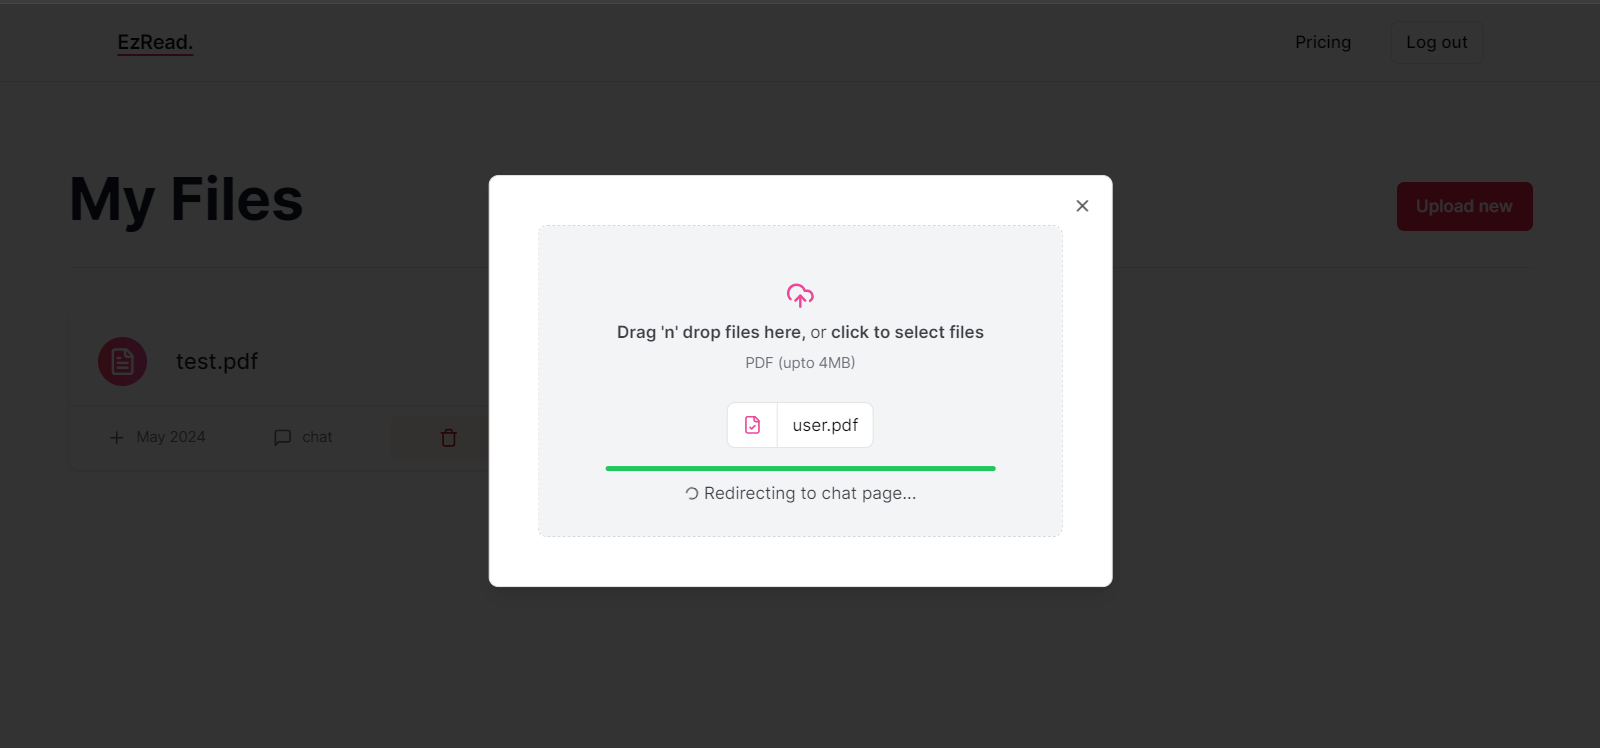 EzRead.
Pricing
Log out
My Files
Upload new
test.pdf
May 2024
chat
Drag 'n' drop files here, or click to select files
PDF (upto 4MB)
user.pdf
Redirecting to chat page...